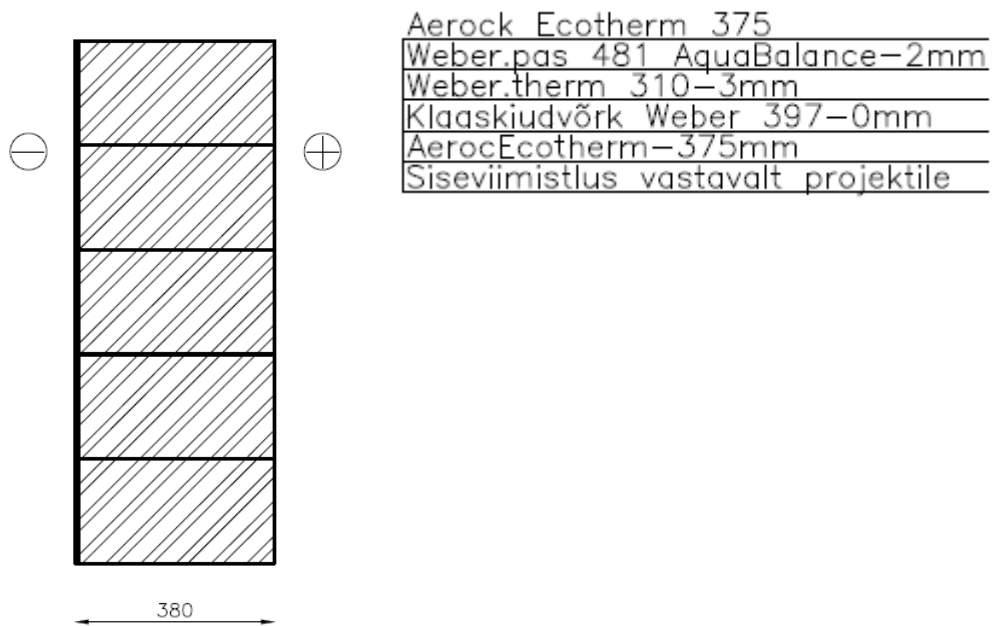 Aerock Ecotherm 375
Weber.pas 481 AquaBalance-2mm
Weber.therm 310-3mm
Klaaskiudvõrk Weber 397-0mm
AerocEcotherm-375mm
Siseviimistlus vastavalt projektile
380